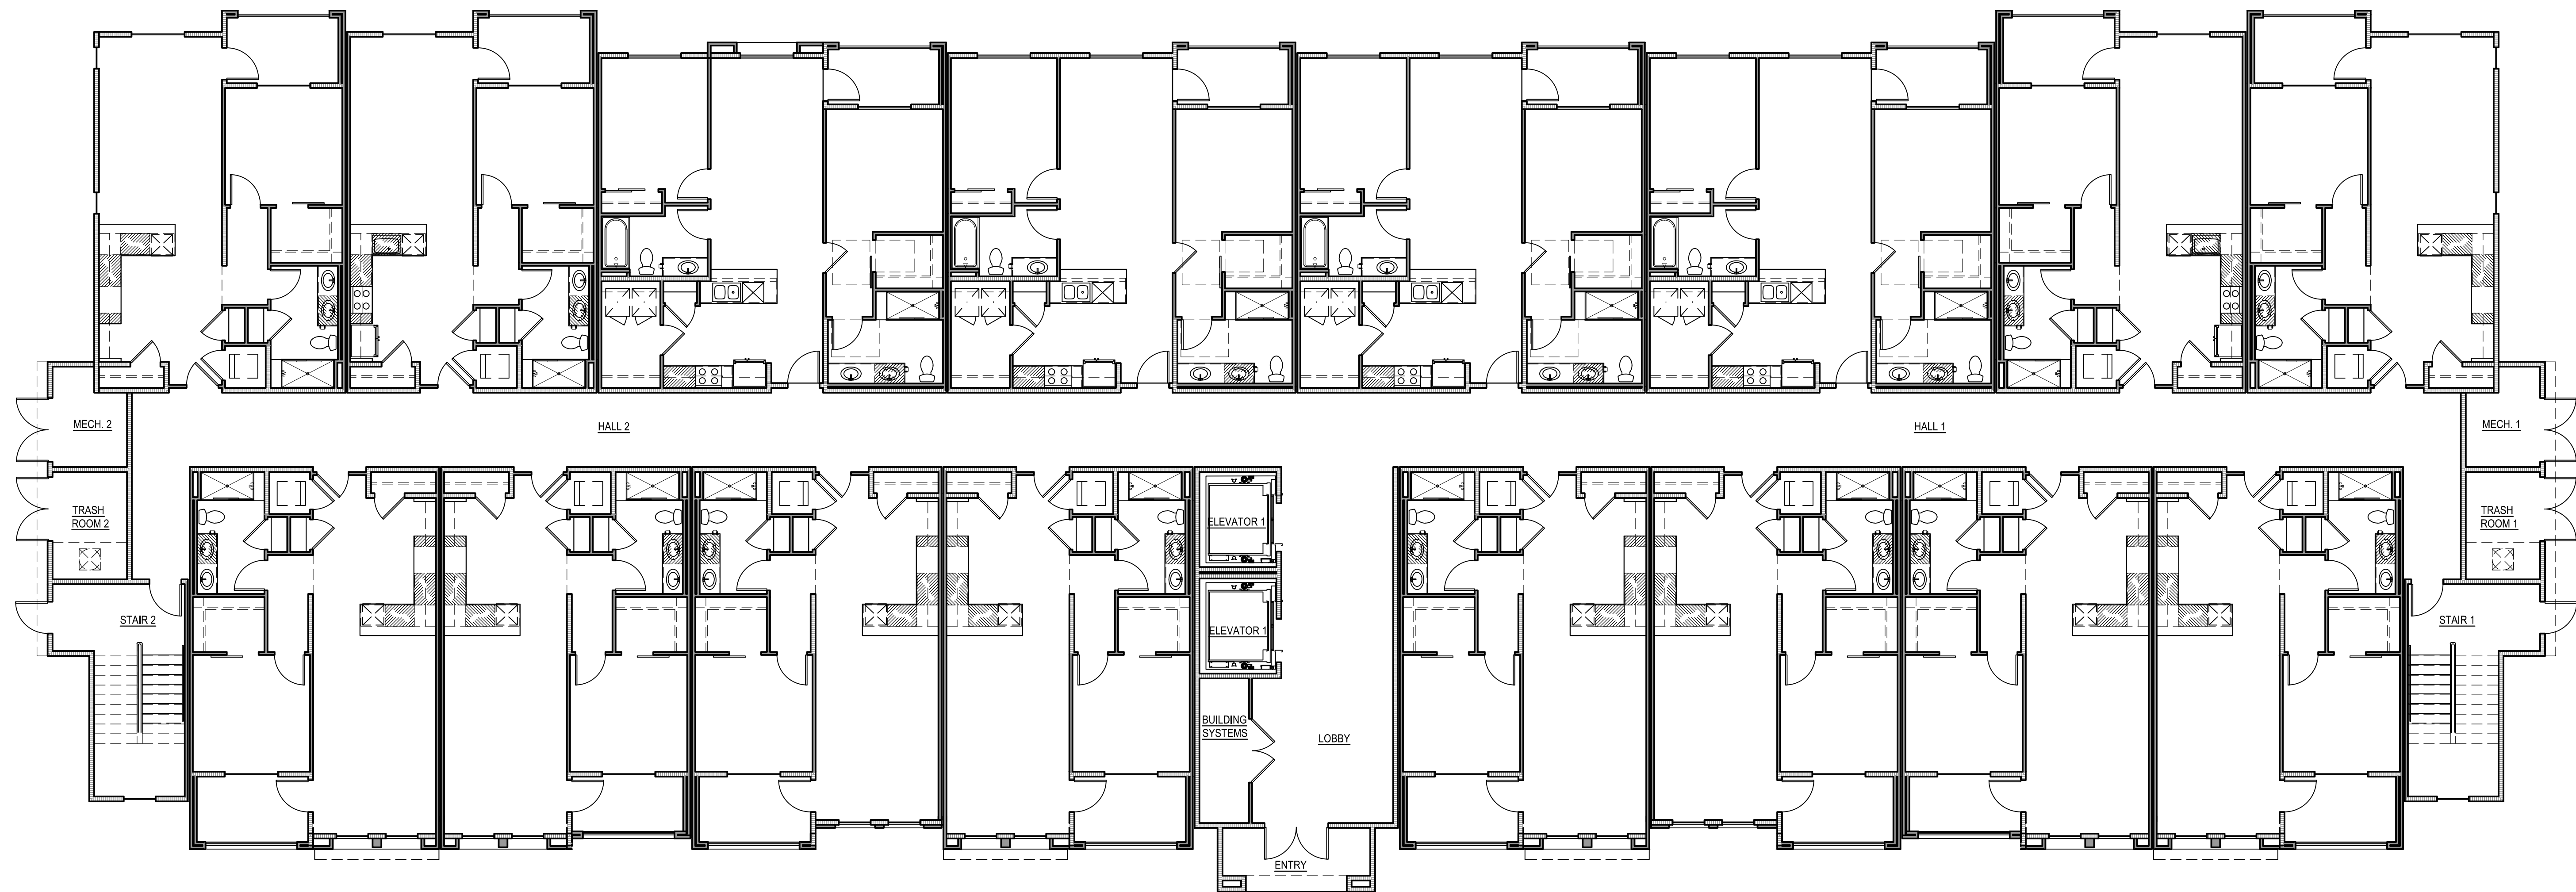 MECH. 2
HALL 2
HALL 1
MECH. 1
TRASH
ROOM 2
ELEVATOR 1
TRASH
ROOM 1
STAIR 2
ELEVATOR 1
STAIR 1
BUILDING
SYSTEMS
LOBBY
ENTRY